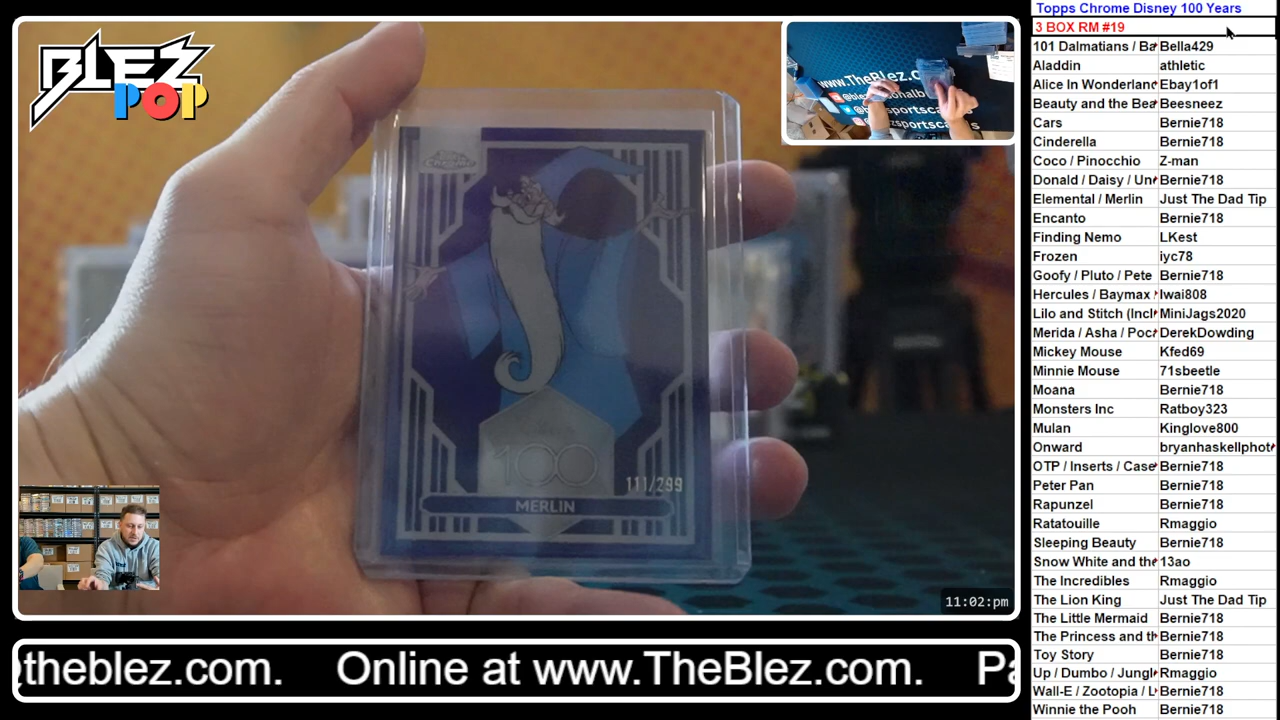 BLEZ
POP
www.TheBlez.
Chrome
100
111/299
MERLIN
11:02:pm
theblez.com. Online at www.TheBlez.com. Pa
Topps Chrome Disney 100 Years
3 BOX RM #19
101 Dalmatians / Ba Bella429
Aladdin athletic
Alice In Wonderlan Ebay1of1
Beauty and the Bea Beesneez
Cars Bernie718
Cinderella Bernie718
Coco / Pinocchio Z-man
Donald / Daisy / Un Bernie718
Elemental / Merlin Just The Dad Tip
Encanto Bernie718
Finding Nemo LKest
Frozen iyc78
Goofy / Pluto / Pete Bernie718
Hercules / Baymax Iwai808
Lilo and Stitch (Incl MiniJags2020
Merida / Asha / Poc DerekDowding
Mickey Mouse Kfed69
Minnie Mouse 71sbeetle
Moana Bernie718
Monsters Inc Ratboy323
Mulan Kinglove800
Onward bryanhaskellphot
OTP / Inserts / Case Bernie718
Peter Pan Bernie718
Rapunzel Bernie718
Ratatouille Rmaggio
Sleeping Beauty Bernie718
Snow White and the 13ao
The Incredibles Rmaggio
The Lion King Just The Dad Tip
The Little Mermaid Bernie718
The Princess and th Bernie718
Toy Story Bernie718
Up / Dumbo / Jungl Rmaggio
Wall-E / Zootopia / L Bernie718
Winnie the Pooh Bernie718